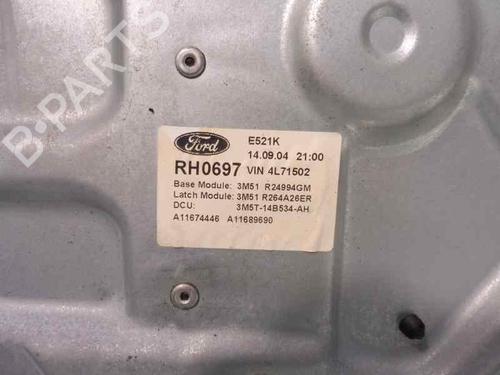 B-PARTS
Ford
E521K
14.09.04 21:00
RH0697 VIN 4L71502
Base Module: 3M51 R24994GM
Latch Module: 3M51 R264A26ER
DCU: 3M5T-14B534-AH
A11674446 A11689690